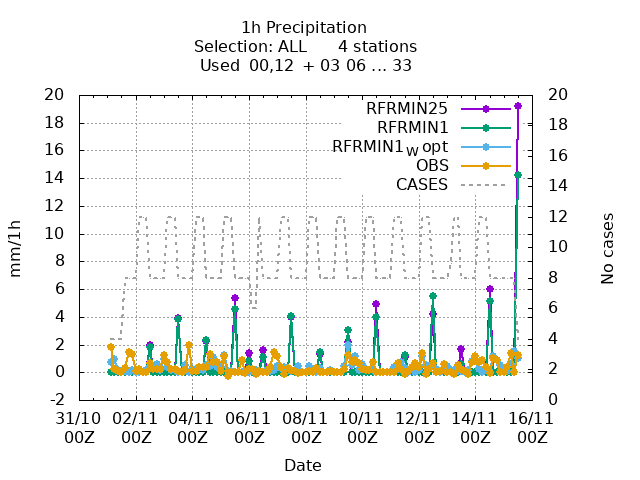 1h Precipitation
Selection: ALL 4 stations
Used 00,12 + 03 06 ... 33
mm/1h
No cases
20
18
16
14
12
10
8
6
4
2
0
-2
20
18
16
14
12
10
8
6
4
2
0
RFRMIN25
RFRMIN1
RFRMIN1_W opt
OBS
CASES
31/10 02/11 04/11 06/11 08/11 10/11 12/11 14/11 16/11
00Z 00Z 00Z 00Z 00Z 00Z 00Z 00Z 00Z
Date